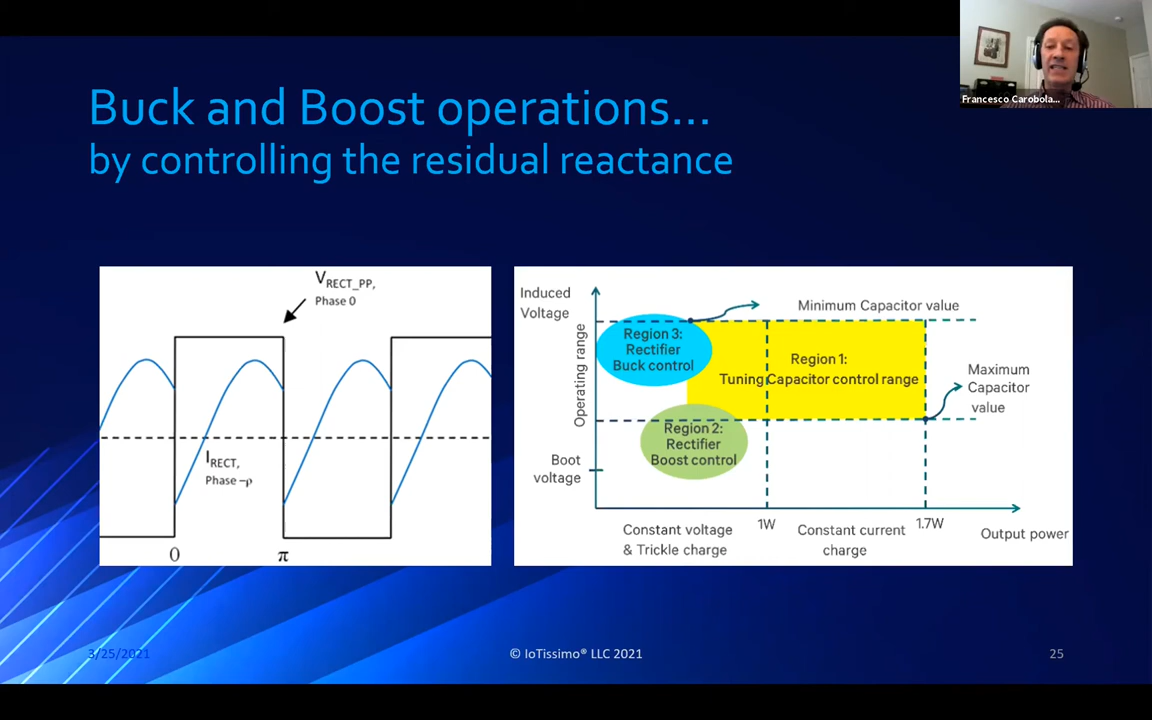 Francesco Carobola...
Buck and Boost operations...
by controlling the residual reactance
VRECT_PP,
Phase 0
IRECT,
Phase –ρ
0
π
Induced
Voltage
Operating range
Boot
voltage
Minimum Capacitor value
Region 3:
Rectifier
Buck control
Region 1:
Tuning Capacitor control range
Maximum
Capacitor
value
Region 2:
Rectifier
Boost control
1W
1.7W
Output power
Constant voltage
& Trickle charge
Constant current
charge
3/25/2021
© IoTissimo® LLC 2021
25